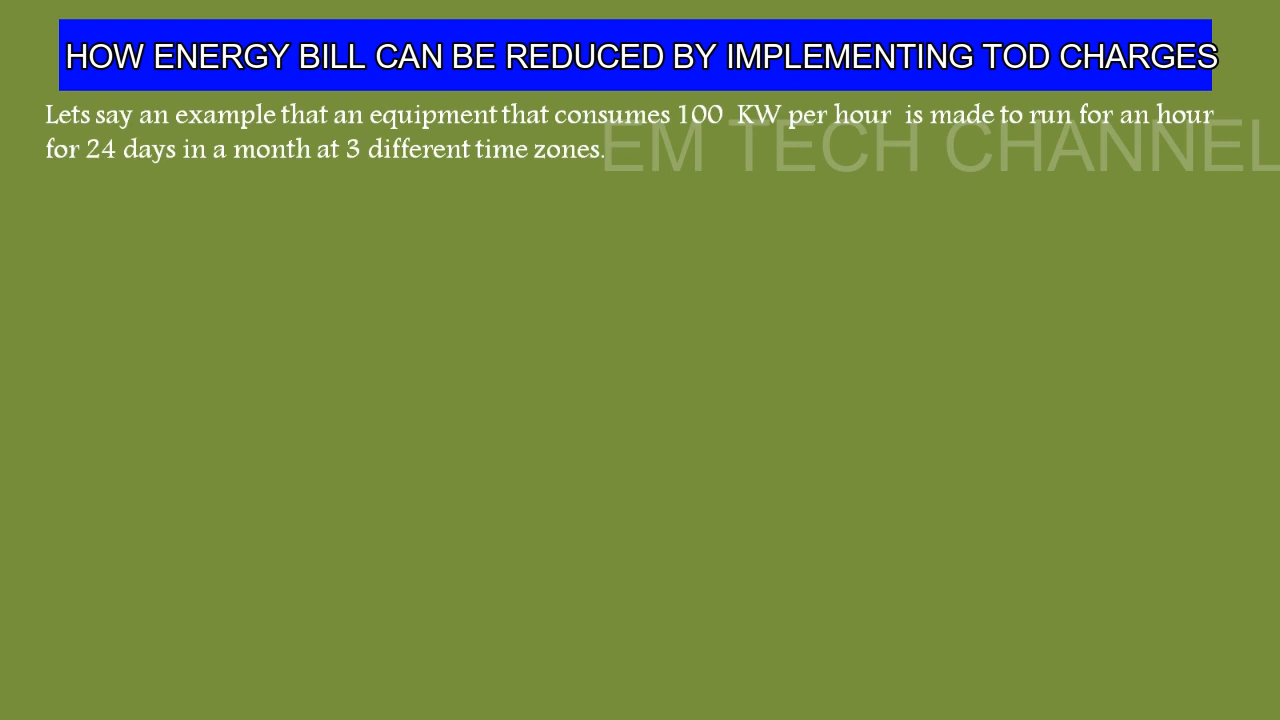 HOW ENERGY BILL CAN BE REDUCED BY IMPLEMENTING TOD CHARGES
Lets say an example that an equipment that consumes 100 KW per hour is made to run for an hour
for 24 days in a month at 3 different time zones.
EM TECH CHANNEL